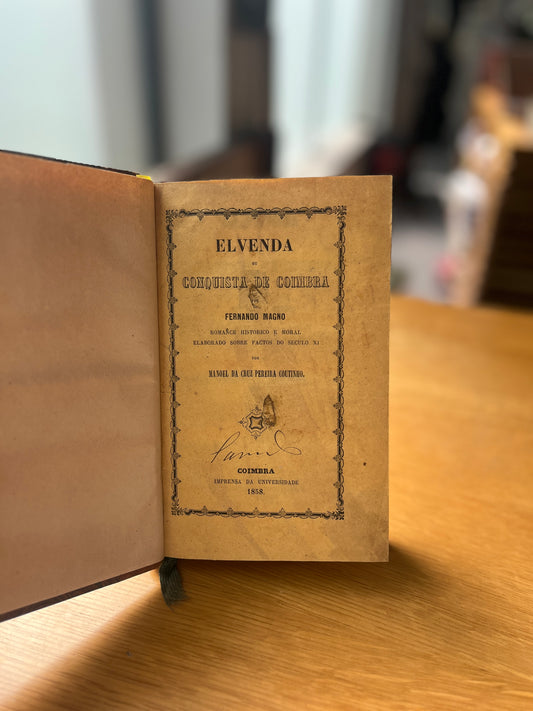 ELVENDA
OU
CONQUISTA DE COIMBRA
POR
FERNANDO MAGNO
ROMANCE HISTORICO E MORAL
ELABORADO SOBRE FACTOS DO SECULO XI
POR
MANOEL DA CRUZ PEREIRA COUTINHO.
COIMBRA
IMPRENSA DA UNIVERSIDADE
1858